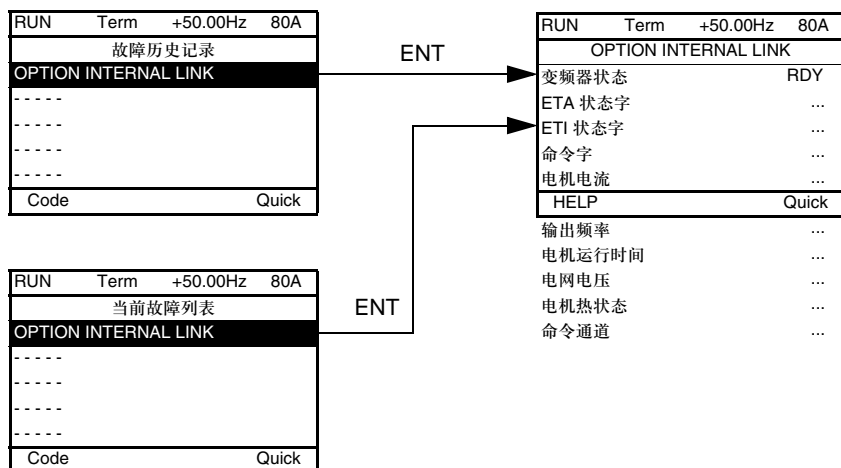 RUN Term +50.00Hz 80A
故障历史记录
OPTION INTERNAL LINK
- - - - -
- - - - -
- - - - -
- - - - -
Code Quick
ENT
RUN Term +50.00Hz 80A
当前故障列表
OPTION INTERNAL LINK
- - - - -
- - - - -
- - - - -
- - - - -
Code Quick
ENT
RUN Term +50.00Hz 80A
OPTION INTERNAL LINK
变频器状态 RDY
ETA 状态字 ...
ETI 状态字 ...
命令字 ...
电机电流 ...
HELP Quick
输出频率 ...
电机运行时间 ...
电网电压 ...
电机热状态 ...
命令通道 ...